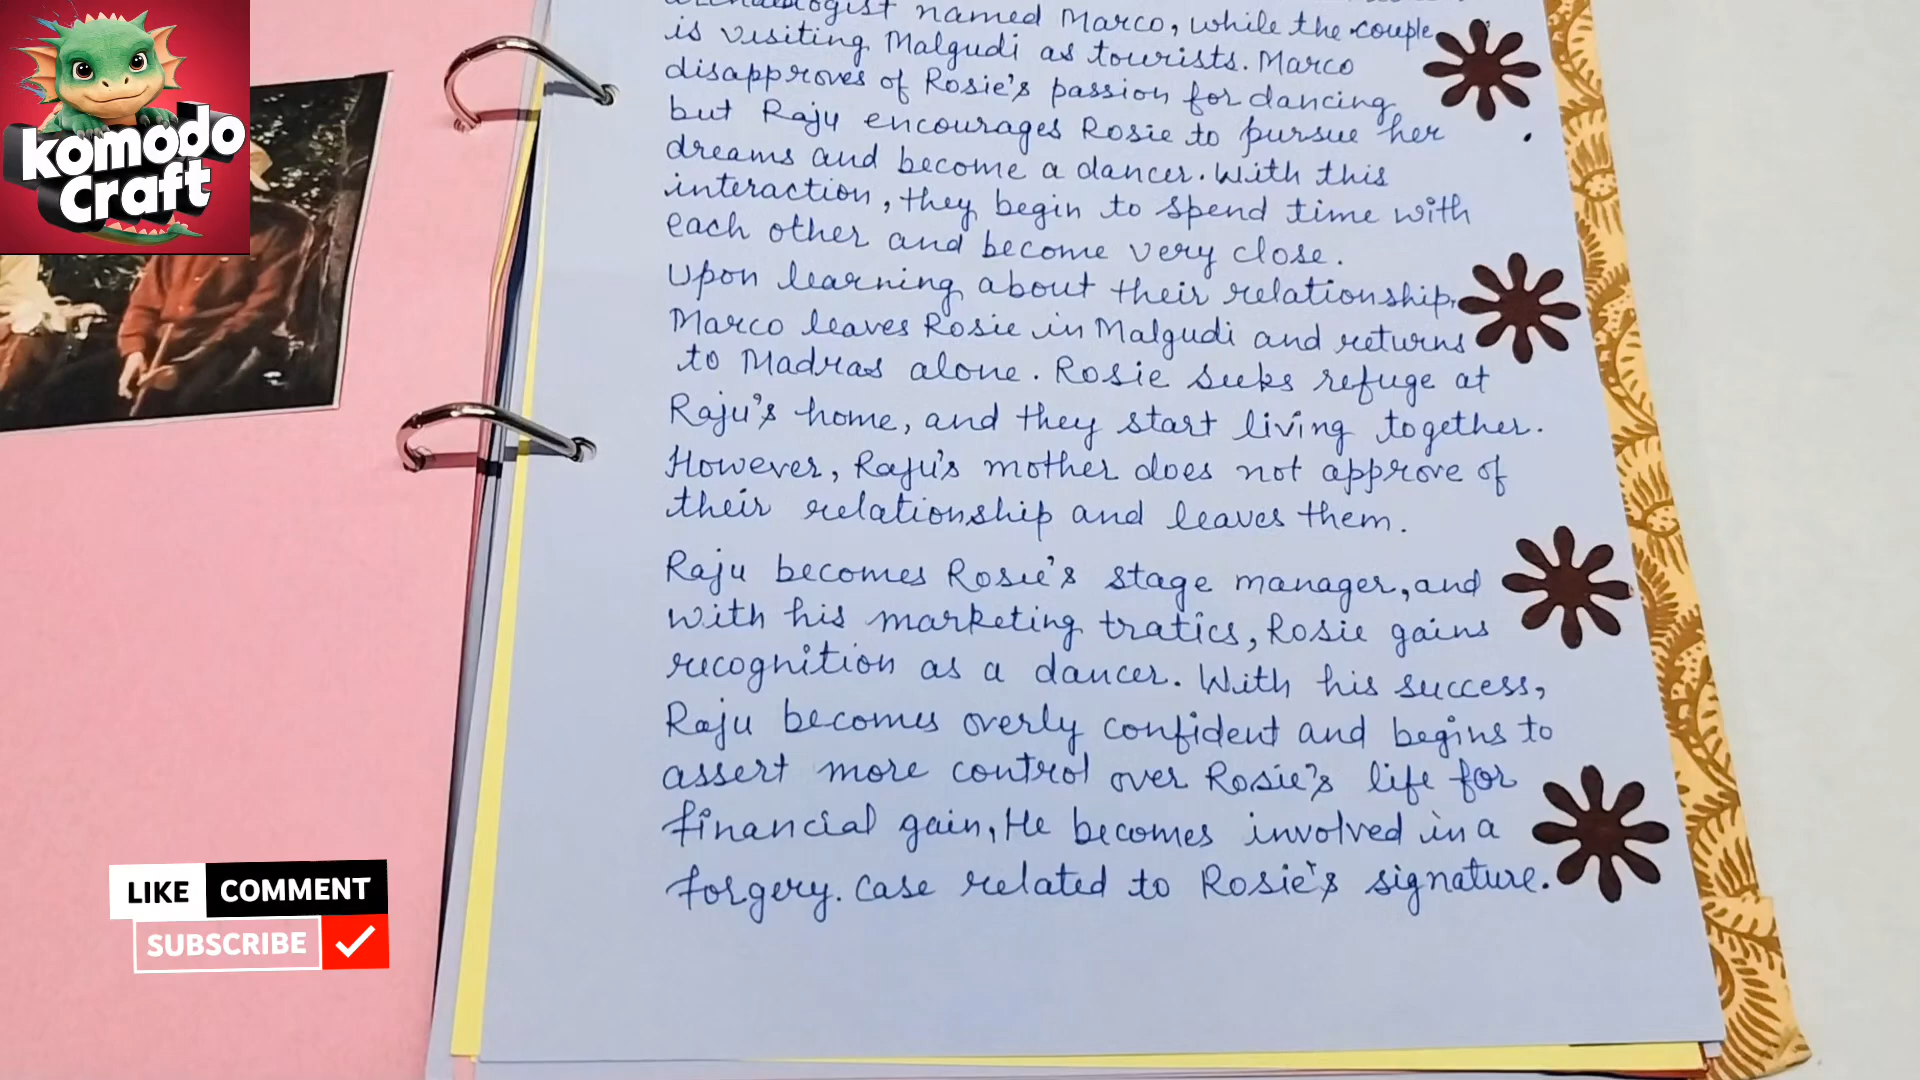 komodo
Craft
archaeologist named Marco, while the couple
is visiting Malgudi as tourists. Marco
disapproves of Rosie's passion for dancing
but Raju encourages Rosie to pursue her
dreams and become a dancer. With this
interaction, they begin to spend time with
each other and become very close.
Upon learning about their relationship,
Marco leaves Rosie in Malgudi and returns
to Madras alone. Rosie seeks refuge at
Raju's home, and they start living together.
However, Raju's mother does not approve of
their relationship and leaves them.
Raju becomes Rosie's stage manager, and
with his marketing tratics, Rosie gains
recognition as a dancer. With his success,
Raju becomes overly confident and begins to
assert more control over Rosie's life for
financial gain, He becomes involved in a
forgery. case related to Rosie's signature.
LIKE COMMENT
SUBSCRIBE